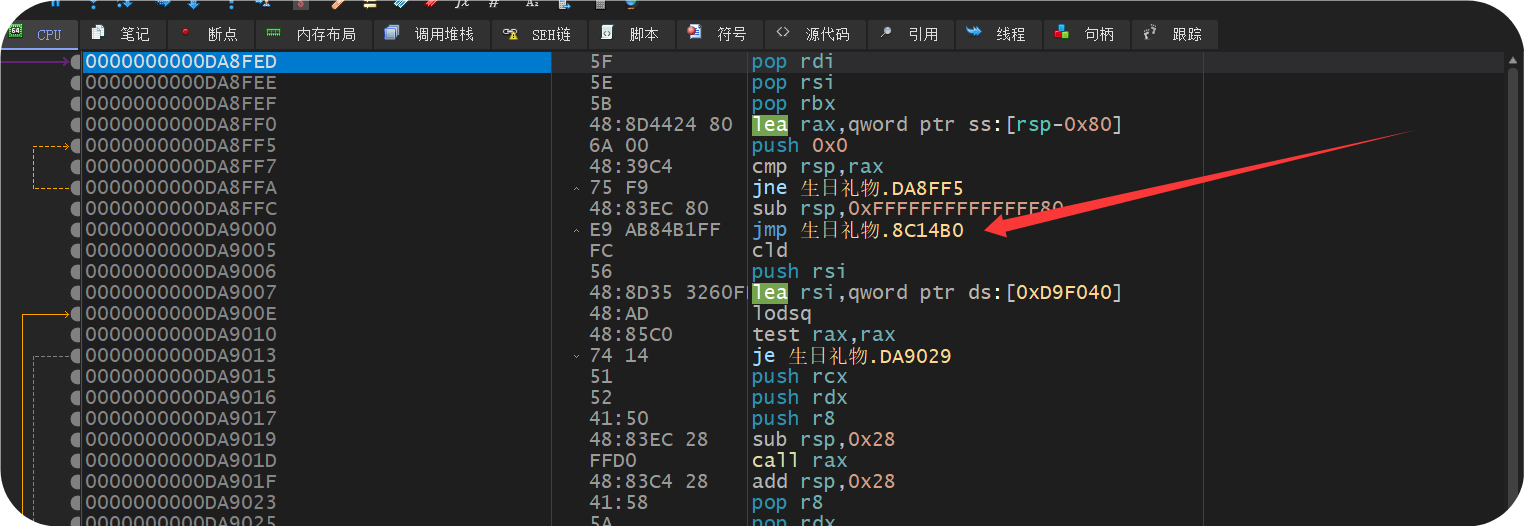 CPU 笔记 断点 内存布局 调用堆栈 SEH链 脚本 符号 源代码 引用 线程 句柄 跟踪
0000000000DA8FED 5F pop rdi
0000000000DA8FEE 5E pop rsi
0000000000DA8FEF 5B pop rbx
0000000000DA8FF0 48:8D4424 80 lea rax,qword ptr ss:[rsp-0x80]
0000000000DA8FF5 6A 00 push 0x0
0000000000DA8FF7 48:39C4 cmp rsp,rax
0000000000DA8FFA 75 F9 jne 生日礼物.DA8FF5
0000000000DA8FFC 48:83EC 80 sub rsp,0xFFFFFFFFFFFFFF80
0000000000DA9000 E9 AB84B1FF jmp 生日礼物.8C14B0
0000000000DA9005 FC cld
0000000000DA9006 56 push rsi
0000000000DA9007 48:8D35 3260F lea rsi,qword ptr ds:[0xD9F040]
0000000000DA900E 48:AD lodsq
0000000000DA9010 48:85C0 test rax,rax
0000000000DA9013 74 14 je 生日礼物.DA9029
0000000000DA9015 51 push rcx
0000000000DA9016 52 push rdx
0000000000DA9017 41:50 push r8
0000000000DA9019 48:83EC 28 sub rsp,0x28
0000000000DA901D FFD0 call rax
0000000000DA901F 48:83C4 28 add rsp,0x28
0000000000DA9023 41:58 pop r8
0000000000DA9025 5A pop rdx